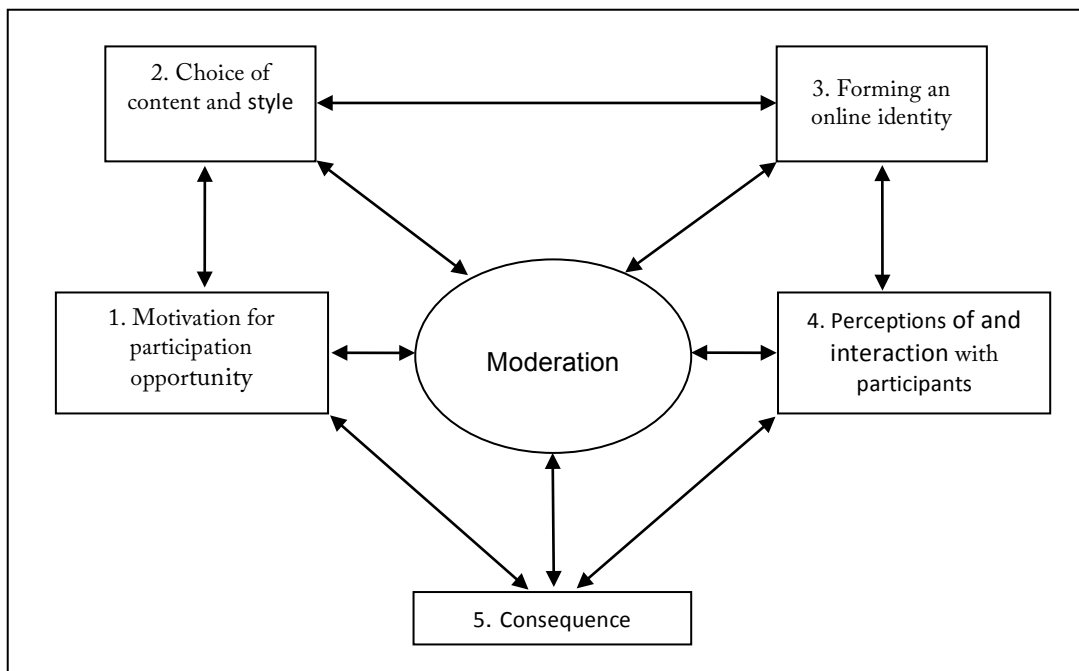 2. Choice of
content and style
3. Forming an
online identity
1. Motivation for
participation
opportunity
Moderation
4. Perceptions of and
interaction with
participants
5. Consequence